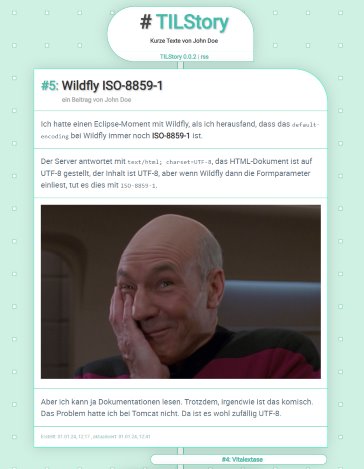 # TILStory
Kurze Texte von John Doe
TILStory 0.0.2 | rss
#5: Wildfly ISO-8859-1
ein Beitrag von John Doe
Ich hatte einen Eclipse-Moment mit Wildfly, als ich herausfand, dass das default-
encoding bei Wildfly immer noch ISO-8859-1 ist.
Der Server antwortet mit text/html; charset=UTF-8, das HTML-Dokument ist auf
UTF-8 gestellt, der Inhalt ist UTF-8, aber wenn Wildfly dann die Formparameter
einliest, tut es dies mit ISO-8859-1.
Aber ich kann ja Dokumentationen lesen. Trotzdem, irgendwie ist das komisch.
Das Problem hatte ich bei Tomcat nicht. Da ist es wohl zufällig UTF-8.
Erstellt: 01.07.24, 12:11, aktualisiert: 01.07.24, 12:41
#4: Vitalextase